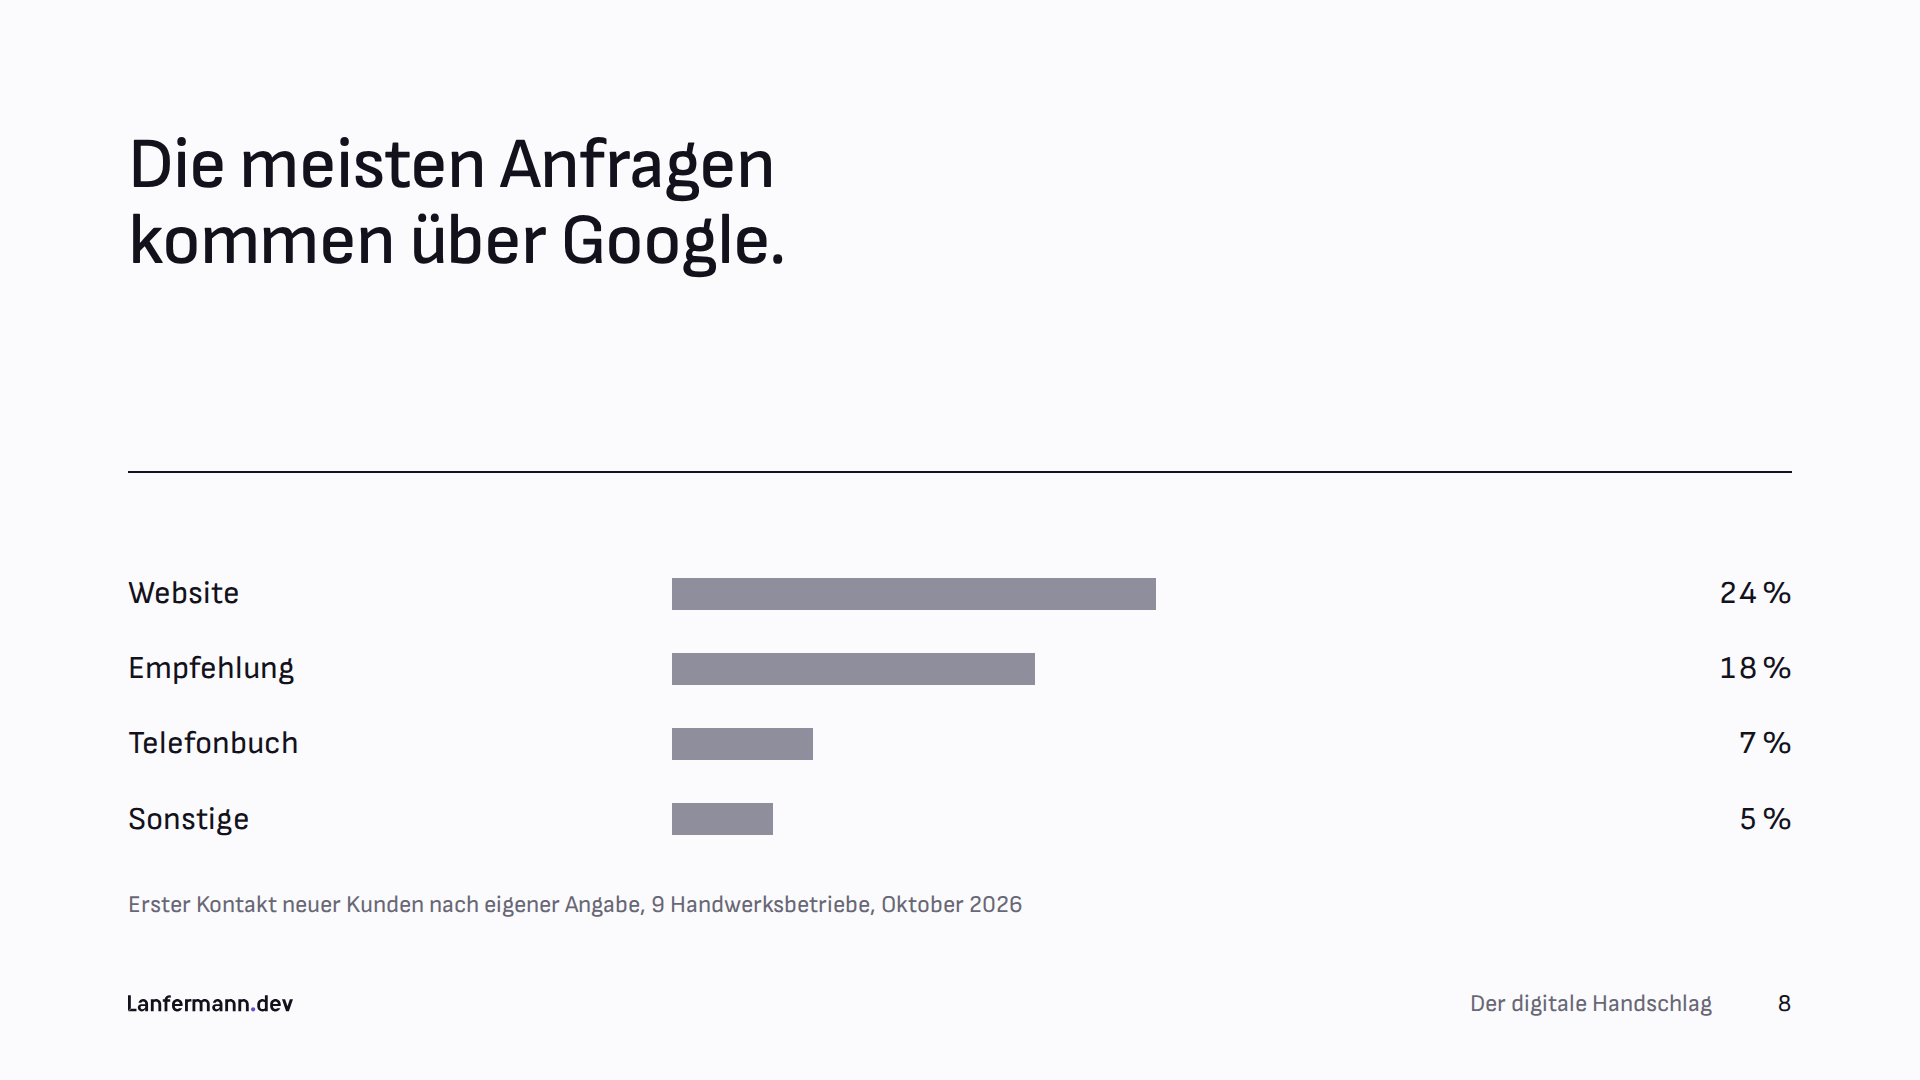 Die meisten Anfragen
kommen über Google.
Website 24 %
Empfehlung 18 %
Telefonbuch 7 %
Sonstige 5 %
Erster Kontakt neuer Kunden nach eigener Angabe, 9 Handwerksbetriebe, Oktober 2026
Lanfermann.dev Der digitale Handschlag 8